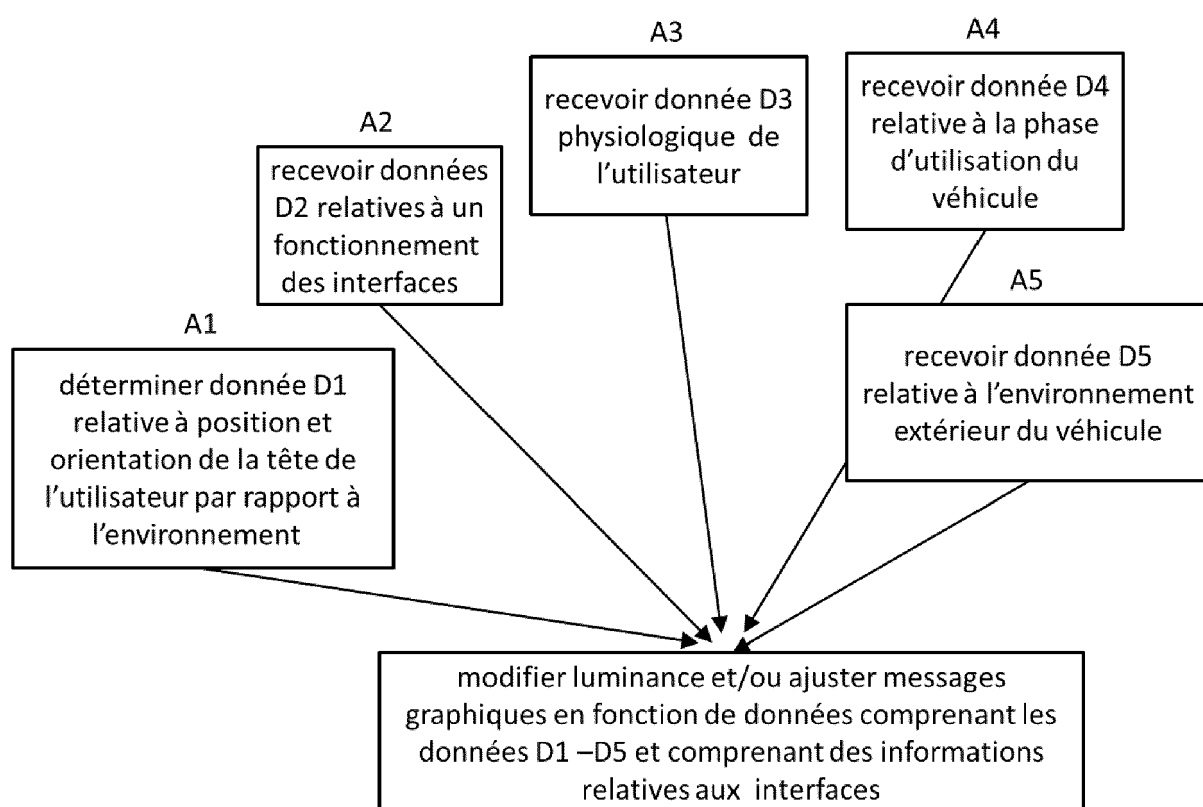 A1
déterminer donnée D1
relative à position et
orientation de la tête de
l'utilisateur par rapport à
l'environnement
A2
recevoir données
D2 relatives à un
fonctionnement
des interfaces
A3
recevoir donnée D3
physiologique de
l'utilisateur
A4
recevoir donnée D4
relative à la phase
d'utilisation du
véhicule
A5
recevoir donnée D5
relative à l'environnement
extérieur du véhicule
modifier luminance et/ou ajuster messages
graphiques en fonction de données comprenant les
données D1 –D5 et comprenant des informations
relatives aux interfaces